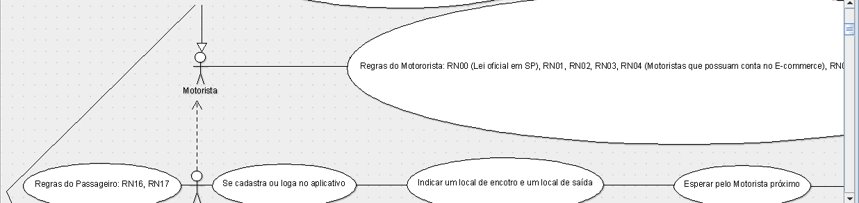 Regras do Motororista: RN00 (Lei oficial em SP), RN01, RN02, RN03, RN04 (Motoristas que possuam conta no E-commerce),
Motorista
Regras do Passageiro: RN16, RN17
Se cadastra ou loga no aplicativo
Indicar um local de encotro e um local de saída
Esperar pelo Motorista próximo